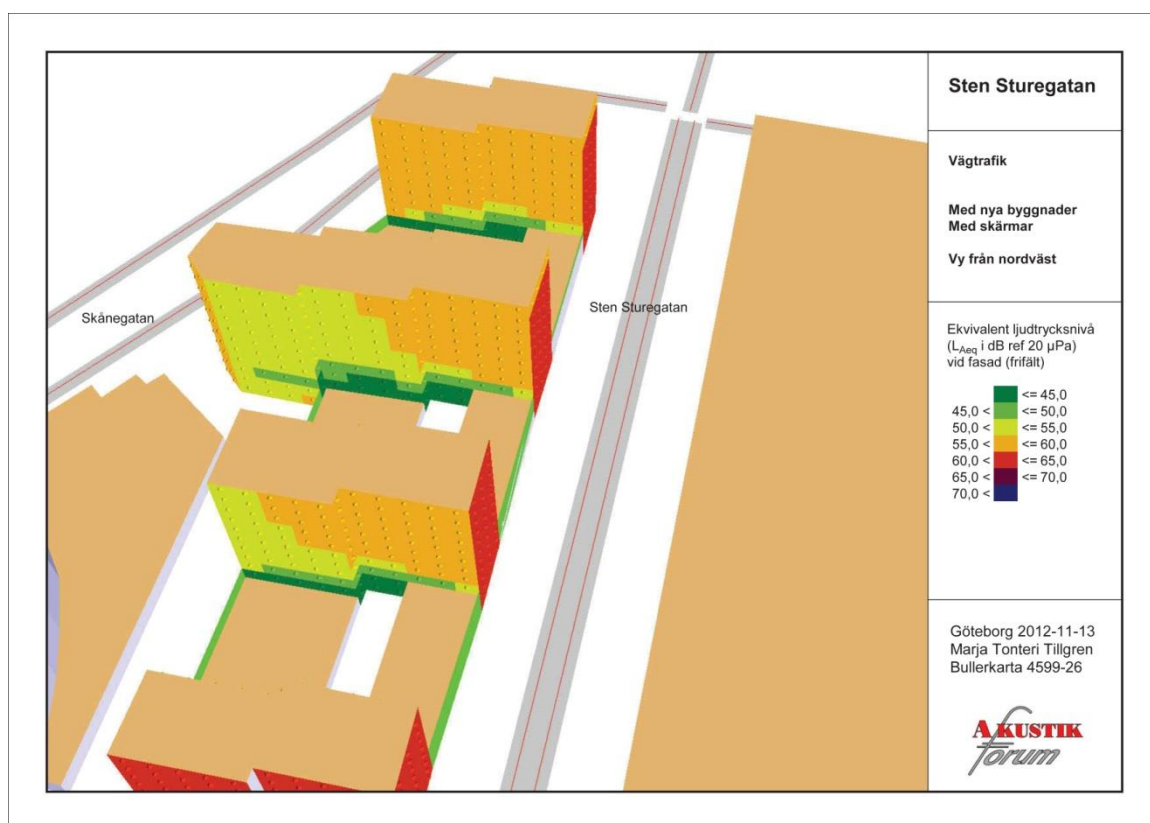 Sten Sturegatan
Vägtrafik
Med nya byggnader
Med skärmar
Vy från nordväst
Skånegatan
Sten Sturegatan
Ekvivalent ljudtrycksnivå
(LAeq i dB ref 20 µPa)
vid fasad (frifält)
<= 45,0
45,0 < <= 50,0
50,0 < <= 55,0
55,0 < <= 60,0
60,0 < <= 65,0
65,0 < <= 70,0
70,0 <
Göteborg 2012-11-13
Marja Tonteri Tillgren
Bullerkarta 4599-26
AKUSTIK
forum